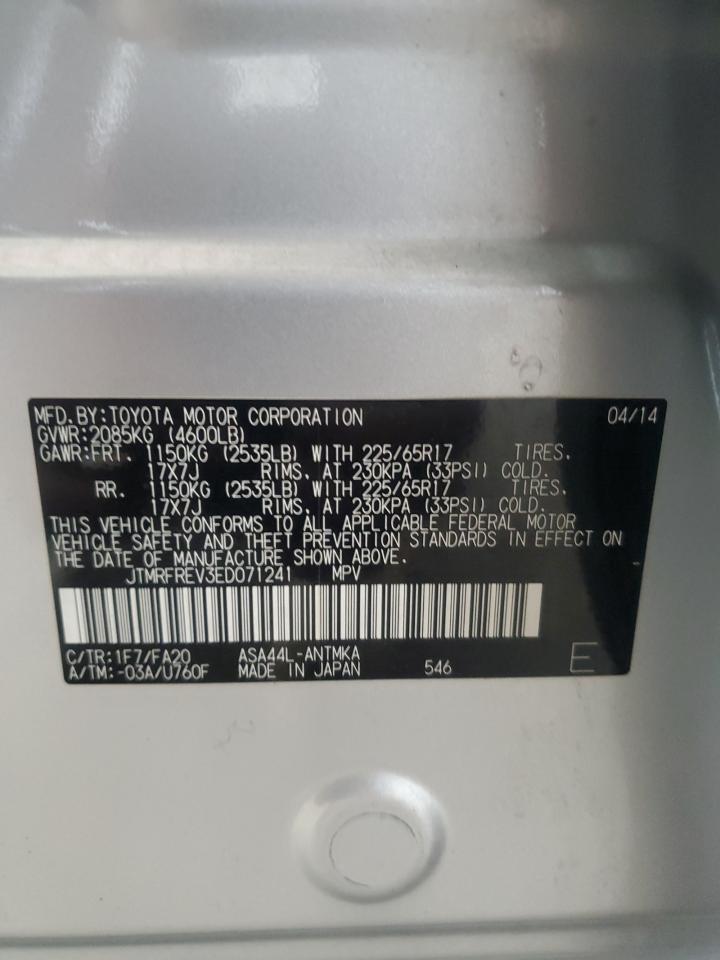 MFD.BY:TOYOTA MOTOR CORPORATION 04/14
GVWR:2085KG (4600LB)
GAWR:FRT. 1150KG (2535LB) WITH 225/65R17 TIRES.
17X7J RIMS. AT 230KPA (33PSI) COLD.
RR. 1150KG (2535LB) WITH 225/65R17 TIRES.
17X7J RIMS. AT 230KPA (33PSI) COLD.
THIS VEHICLE CONFORMS TO ALL APPLICABLE FEDERAL MOTOR
VEHICLE SAFETY AND THEFT PREVENTION STANDARDS IN EFFECT ON
THE DATE OF MANUFACTURE SHOWN ABOVE.
JTMRFREV3ED071241 MPV
C/TR:1F7/FA20 ASA44L-ANTMKA
A/TM:-03A/U760F MADE IN JAPAN 546 E